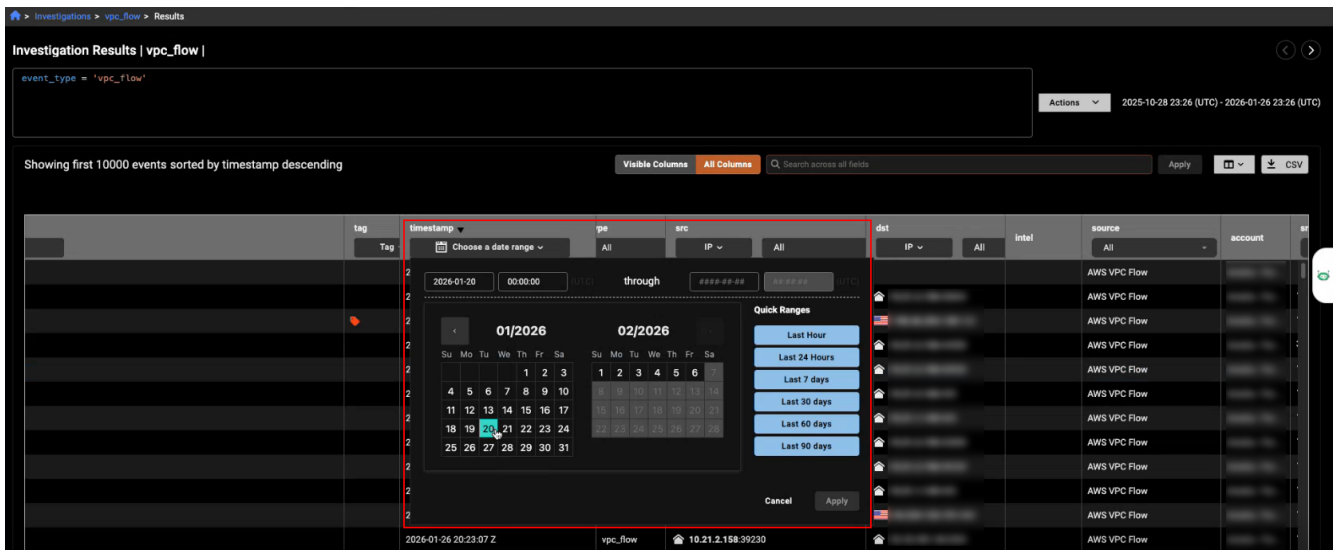 > Investigations > vpc_flow > Results
Investigation Results | vpc_flow |
event_type = 'vpc_flow'
Actions
2025-10-28 23:26 (UTC) - 2026-01-26 23:26 (UTC)
Showing first 10000 events sorted by timestamp descending
Visible Columns
All Columns
Search across all fields
Apply
CSV
tag
timestamp
ype
src
dst
intel
source
account
sr
Tag
Choose a date range
All
IP
All
IP
All
All
2026-01-20
00:00:00
(UTC)
through
####-##-##
##:##:##
(UTC)
Quick Ranges
01/2026
02/2026
Su Mo Tu We Th Fr Sa
1 2 3
4 5 6 7 8 9 10
11 12 13 14 15 16 17
18 19 20 21 22 23 24
25 26 27 28 29 30 31
Su Mo Tu We Th Fr Sa
1 2 3 4 5 6 7
8 9 10 11 12 13 14
15 16 17 18 19 20 21
22 23 24 25 26 27 28
Last Hour
Last 24 Hours
Last 7 days
Last 30 days
Last 60 days
Last 90 days
Cancel
Apply
AWS VPC Flow
AWS VPC Flow
AWS VPC Flow
AWS VPC Flow
AWS VPC Flow
AWS VPC Flow
AWS VPC Flow
AWS VPC Flow
AWS VPC Flow
AWS VPC Flow
AWS VPC Flow
2026-01-26 20:23:07 Z
vpc_flow
10.21.2.158:39230
AWS VPC Flow